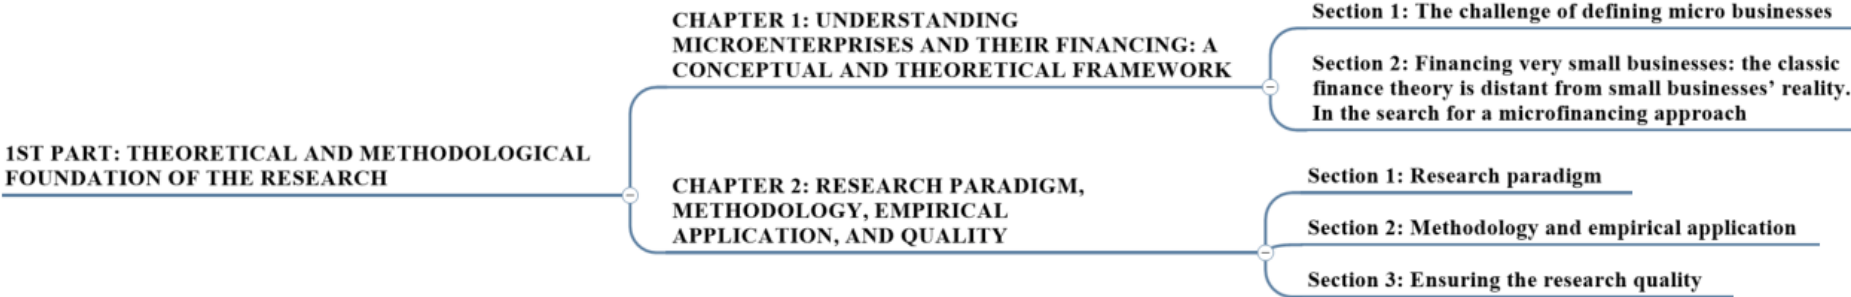 1ST PART: THEORETICAL AND METHODOLOGICAL
FOUNDATION OF THE RESEARCH
CHAPTER 1: UNDERSTANDING
MICROENTERPRISES AND THEIR FINANCING: A
CONCEPTUAL AND THEORETICAL FRAMEWORK
Section 1: The challenge of defining micro businesses
Section 2: Financing very small businesses: the classic
finance theory is distant from small businesses’ reality.
In the search for a microfinancing approach
CHAPTER 2: RESEARCH PARADIGM,
METHODOLOGY, EMPIRICAL
APPLICATION, AND QUALITY
Section 1: Research paradigm
Section 2: Methodology and empirical application
Section 3: Ensuring the research quality